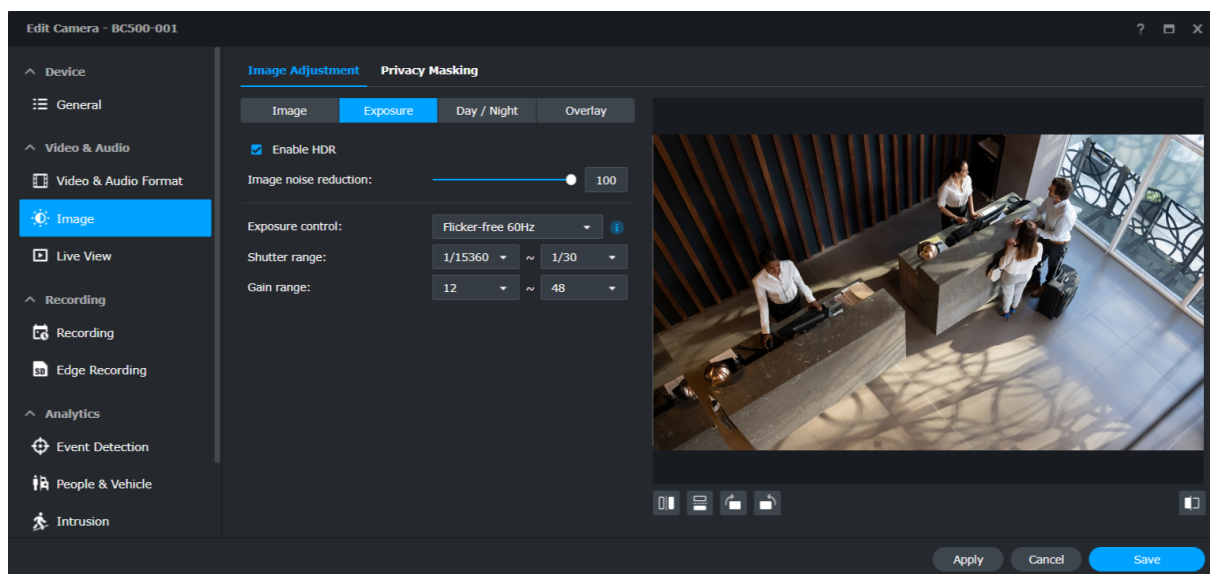 Edit Camera - BC500-001
?
Device
General
Video & Audio
Video & Audio Format
Image
Live View
Recording
Recording
SD Edge Recording
Analytics
Event Detection
People & Vehicle
Intrusion
Image Adjustment Privacy Masking
Image Exposure Day / Night Overlay
Enable HDR
Image noise reduction: 100
Exposure control: Flicker-free 60Hz i
Shutter range: 1/15360 ~ 1/30
Gain range: 12 ~ 48
Apply Cancel Save